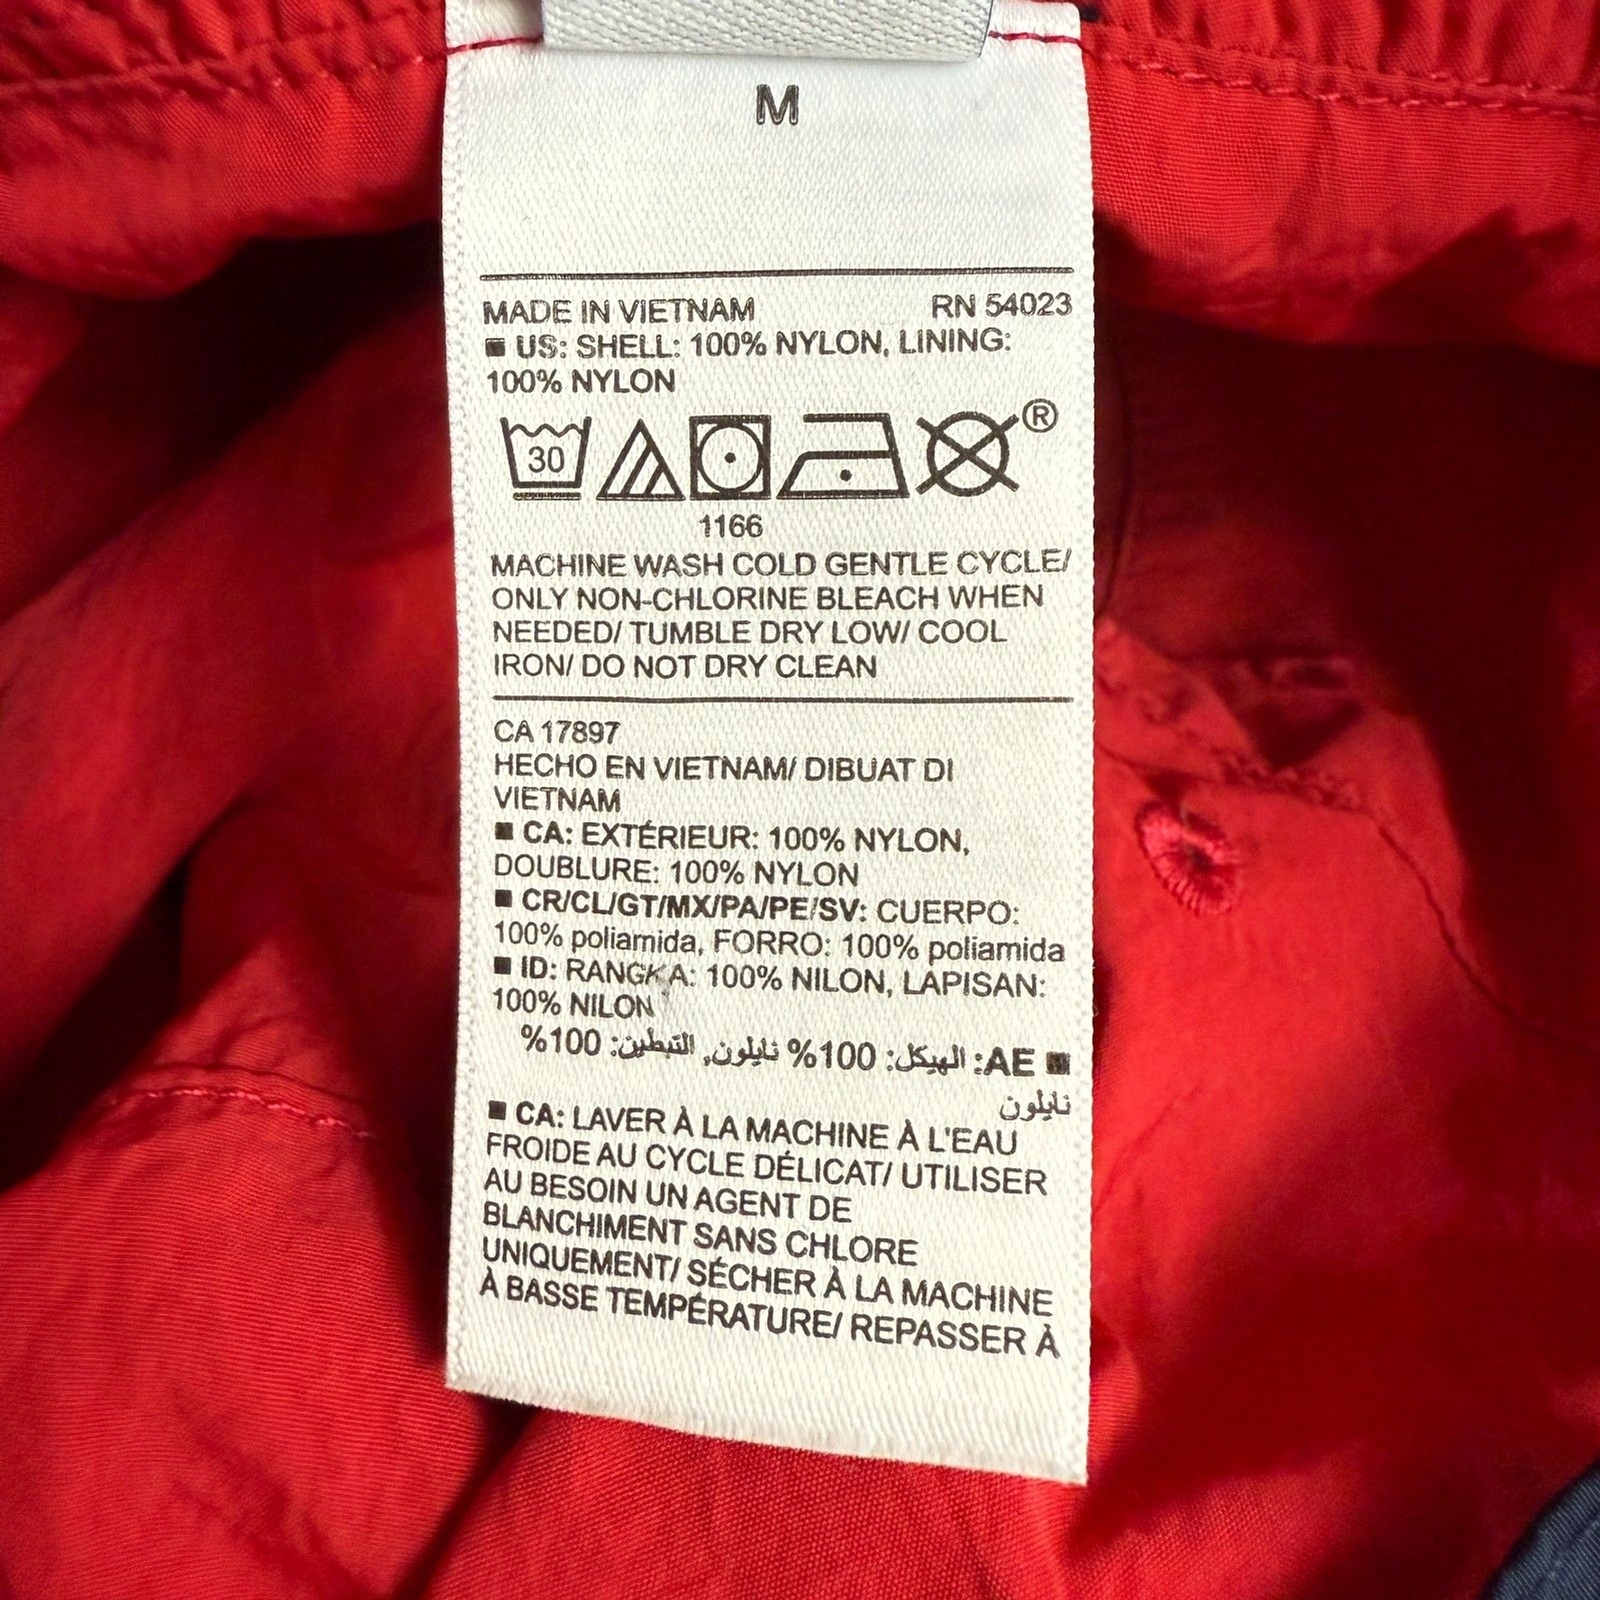 M
MADE IN VIETNAM RN 54023
■ US: SHELL: 100% NYLON, LINING:
100% NYLON
30 ®
1166
MACHINE WASH COLD GENTLE CYCLE/
ONLY NON-CHLORINE BLEACH WHEN
NEEDED/ TUMBLE DRY LOW/ COOL
IRON/ DO NOT DRY CLEAN
CA 17897
HECHO EN VIETNAM/ DIBUAT DI
VIETNAM
■ CA: EXTÉRIEUR: 100% NYLON,
DOUBLURE: 100% NYLON
■ CR/CL/GT/MX/PA/PE/SV: CUERPO:
100% poliamida, FORRO: 100% poliamida
■ ID: RANGKA: 100% NILON, LAPISAN:
100% NILON
■ AE: الهيكل: 100% نايلون, التبطين: 100%
نايلون
■ CA: LAVER À LA MACHINE À L'EAU
FROIDE AU CYCLE DÉLICAT/ UTILISER
AU BESOIN UN AGENT DE
BLANCHIMENT SANS CHLORE
UNIQUEMENT/ SÉCHER À LA MACHINE
À BASSE TEMPÉRATURE/ REPASSER À